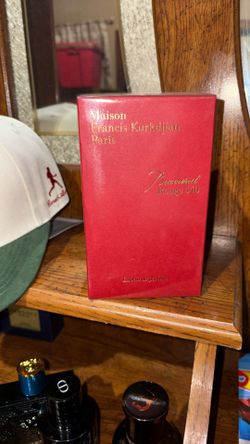 Maison
Francis Kurkdjian
Paris
Baccarat
Rouge 540